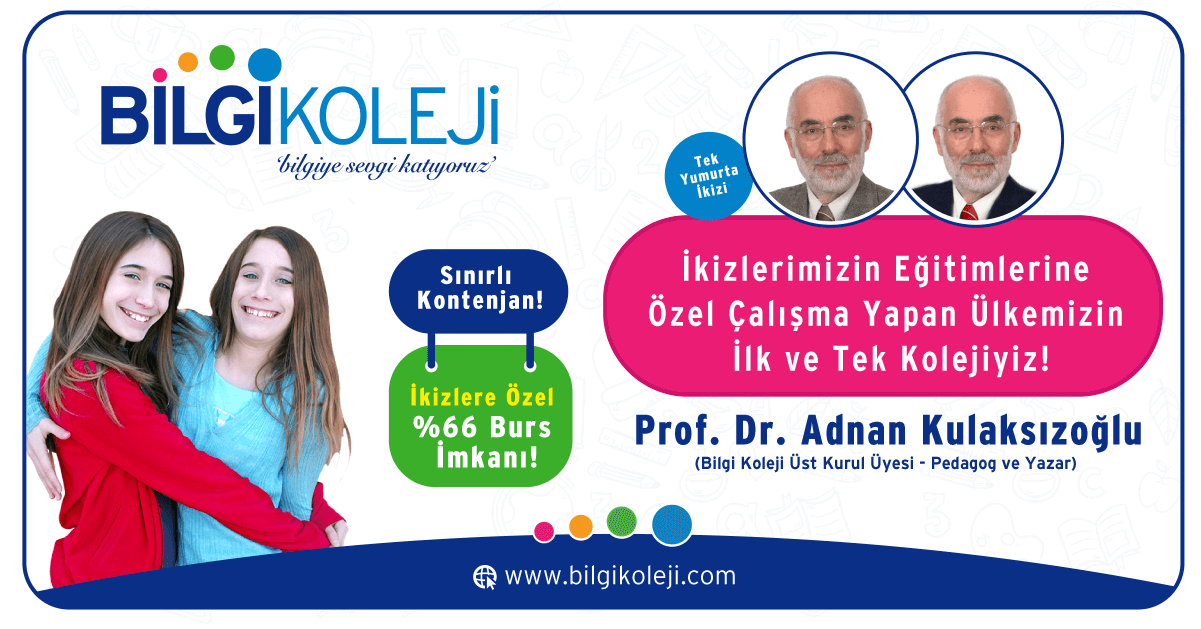 BİLGİKOLEJİ
'bilgiye sevgi katıyoruz'
Tek
Yumurta
İkizi
Sınırlı
Kontenjan!
İkizlere Özel
%66 Burs
İmkanı!
İkizlerimizin Eğitimlerine
Özel Çalışma Yapan Ülkemizin
İlk ve Tek Kolejiyiz!
Prof. Dr. Adnan Kulaksızoğlu
(Bilgi Koleji Üst Kurul Üyesi - Pedagog ve Yazar)
www.bilgikoleji.com